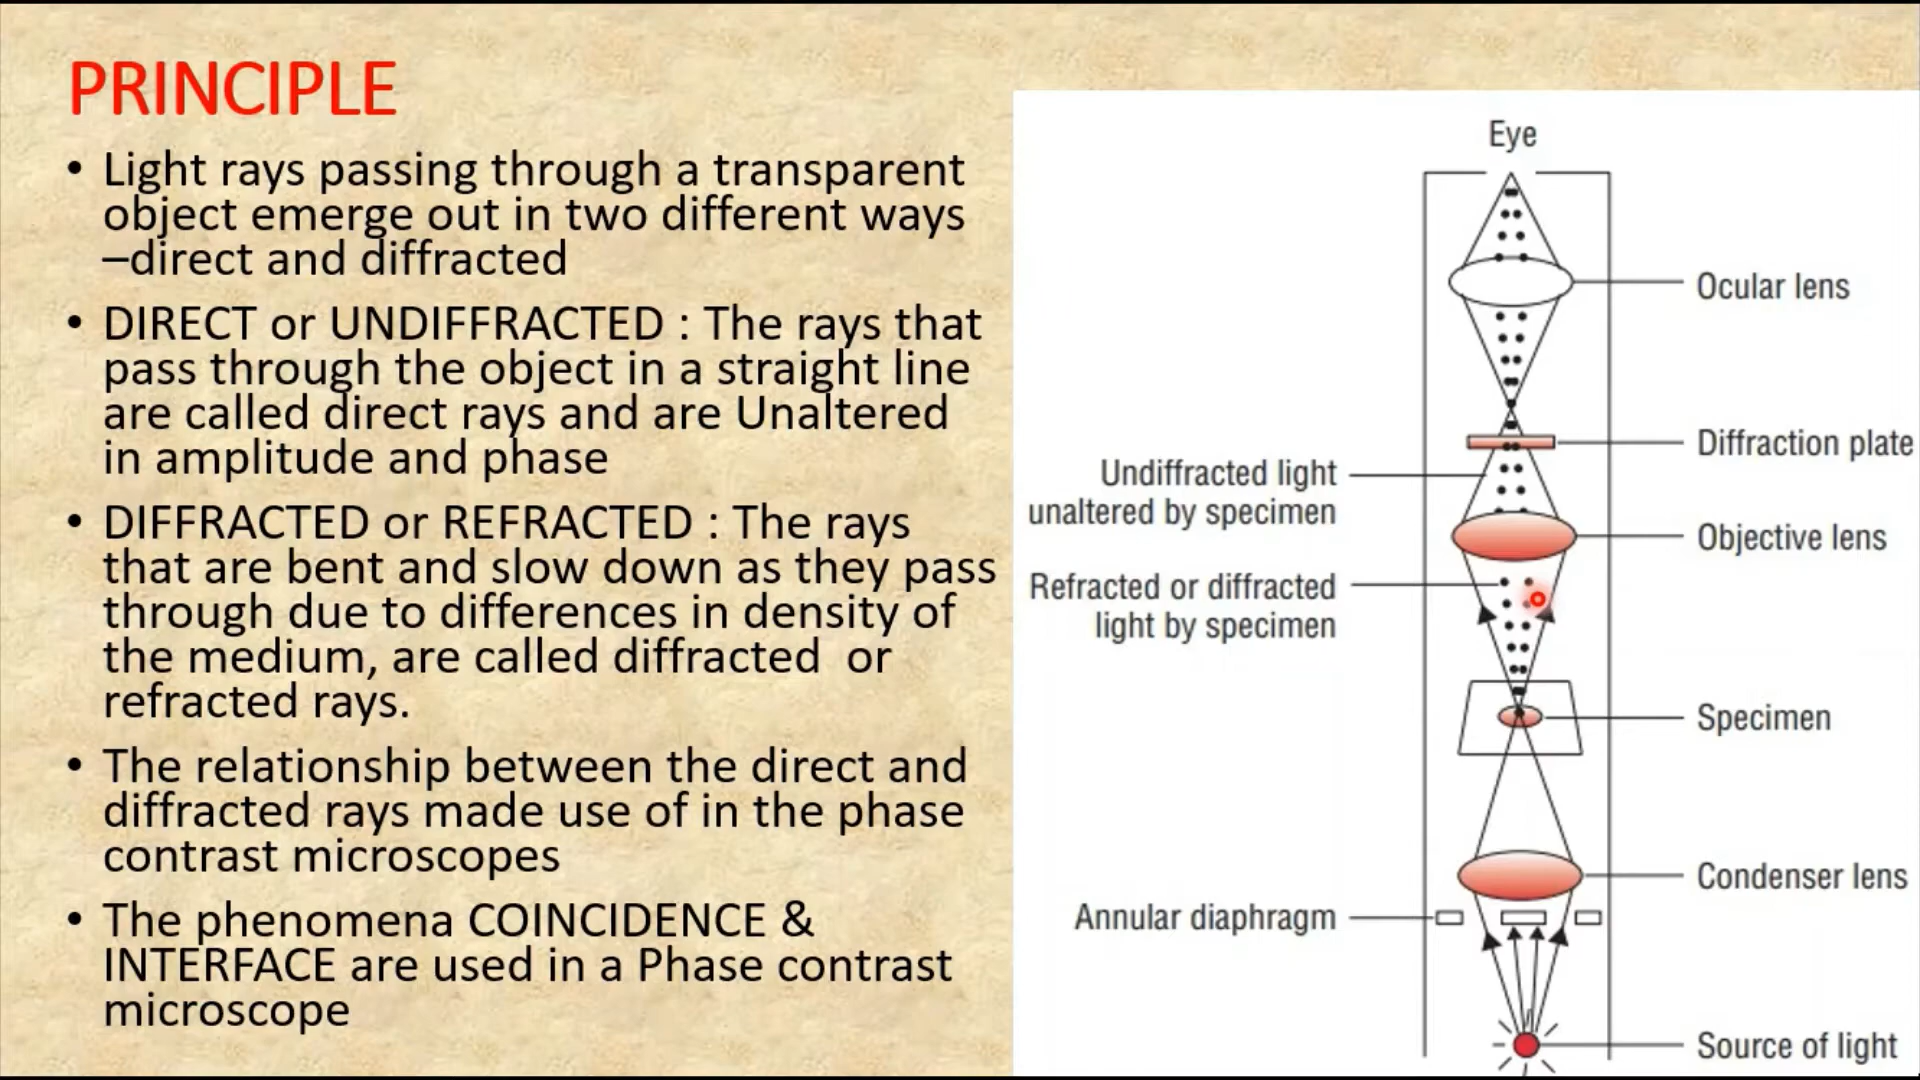 PRINCIPLE
• Light rays passing through a transparent
object emerge out in two different ways
–direct and diffracted
• DIRECT or UNDIFFRACTED : The rays that
pass through the object in a straight line
are called direct rays and are Unaltered
in amplitude and phase
• DIFFRACTED or REFRACTED : The rays
that are bent and slow down as they pass
through due to differences in density of
the medium, are called diffracted or
refracted rays.
• The relationship between the direct and
diffracted rays made use of in the phase
contrast microscopes
• The phenomena COINCIDENCE &
INTERFACE are used in a Phase contrast
microscope
Eye
Ocular lens
Diffraction plate
Undiffracted light
unaltered by specimen
Objective lens
Refracted or diffracted
light by specimen
Specimen
Condenser lens
Annular diaphragm
Source of light